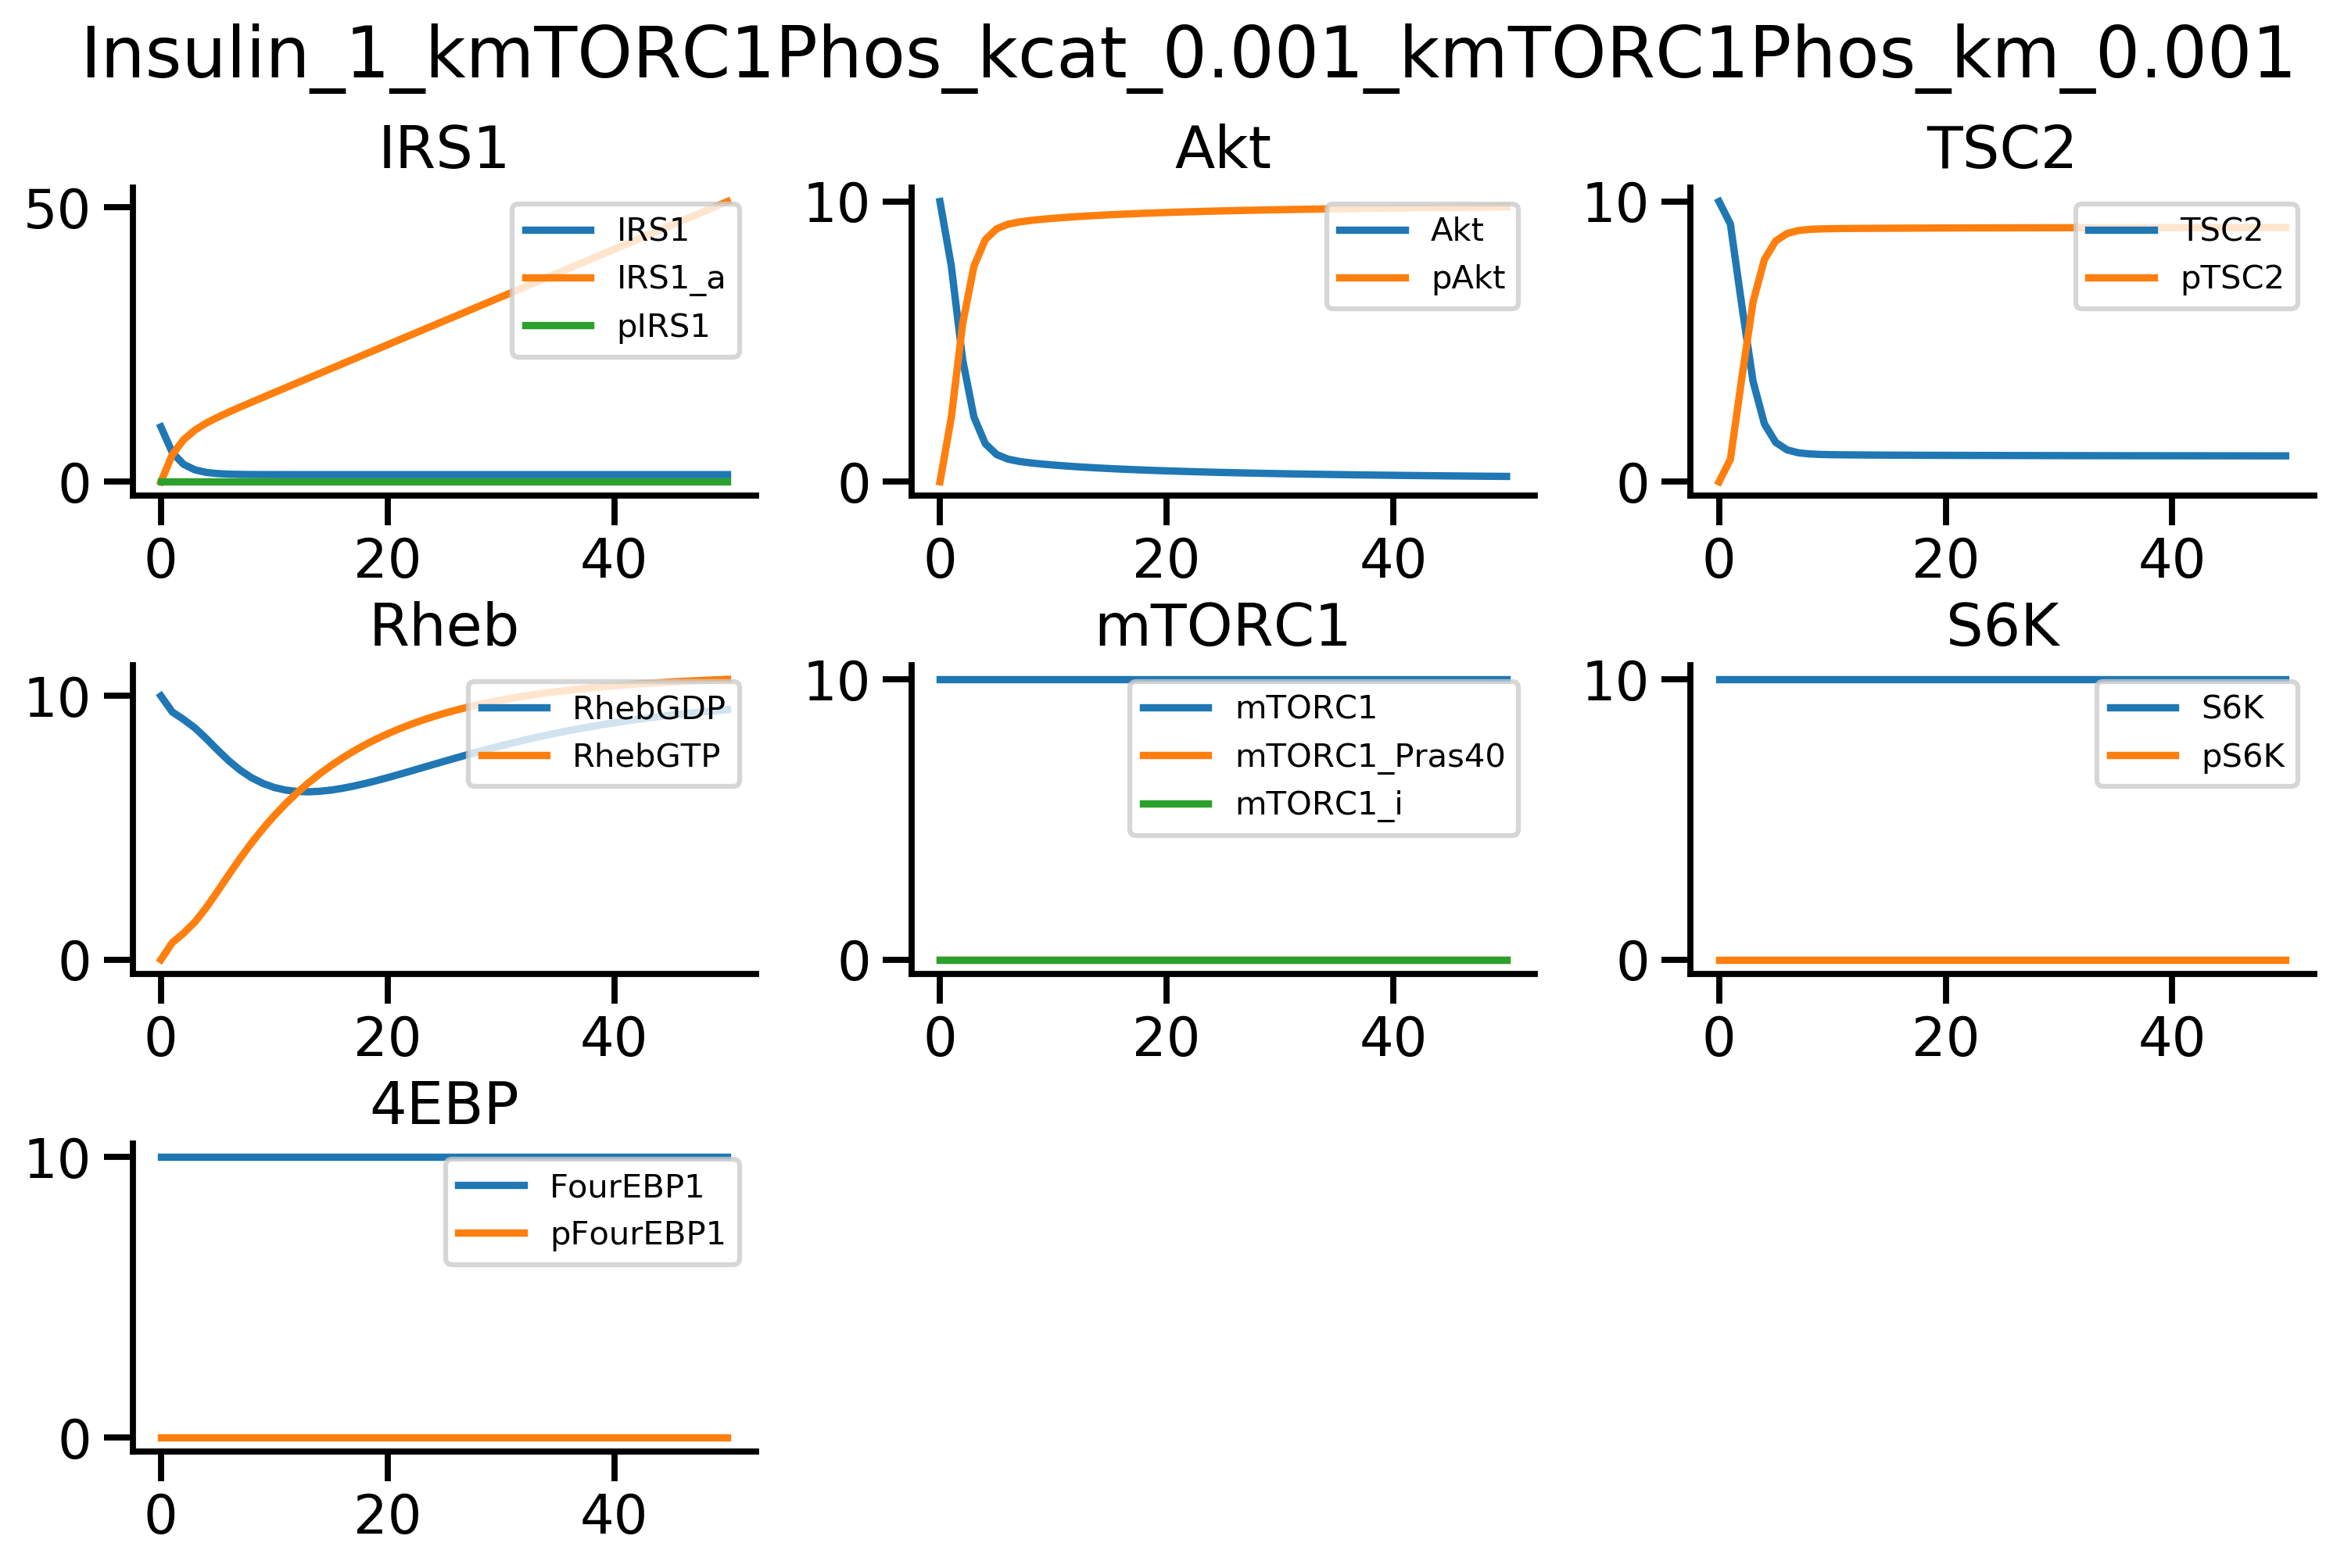 Insulin_1_kmTORC1Phos_kcat_0.001_kmTORC1Phos_km_0.001
IRS1
50
0
0 20 40
IRS1
IRS1_a
pIRS1
Akt
10
0
0 20 40
Akt
pAkt
TSC2
10
0
0 20 40
TSC2
pTSC2
Rheb
10
0
0 20 40
RhebGDP
RhebGTP
mTORC1
10
0
0 20 40
mTORC1
mTORC1_Pras40
mTORC1_i
S6K
10
0
0 20 40
S6K
pS6K
4EBP
10
0
0 20 40
FourEBP1
pFourEBP1